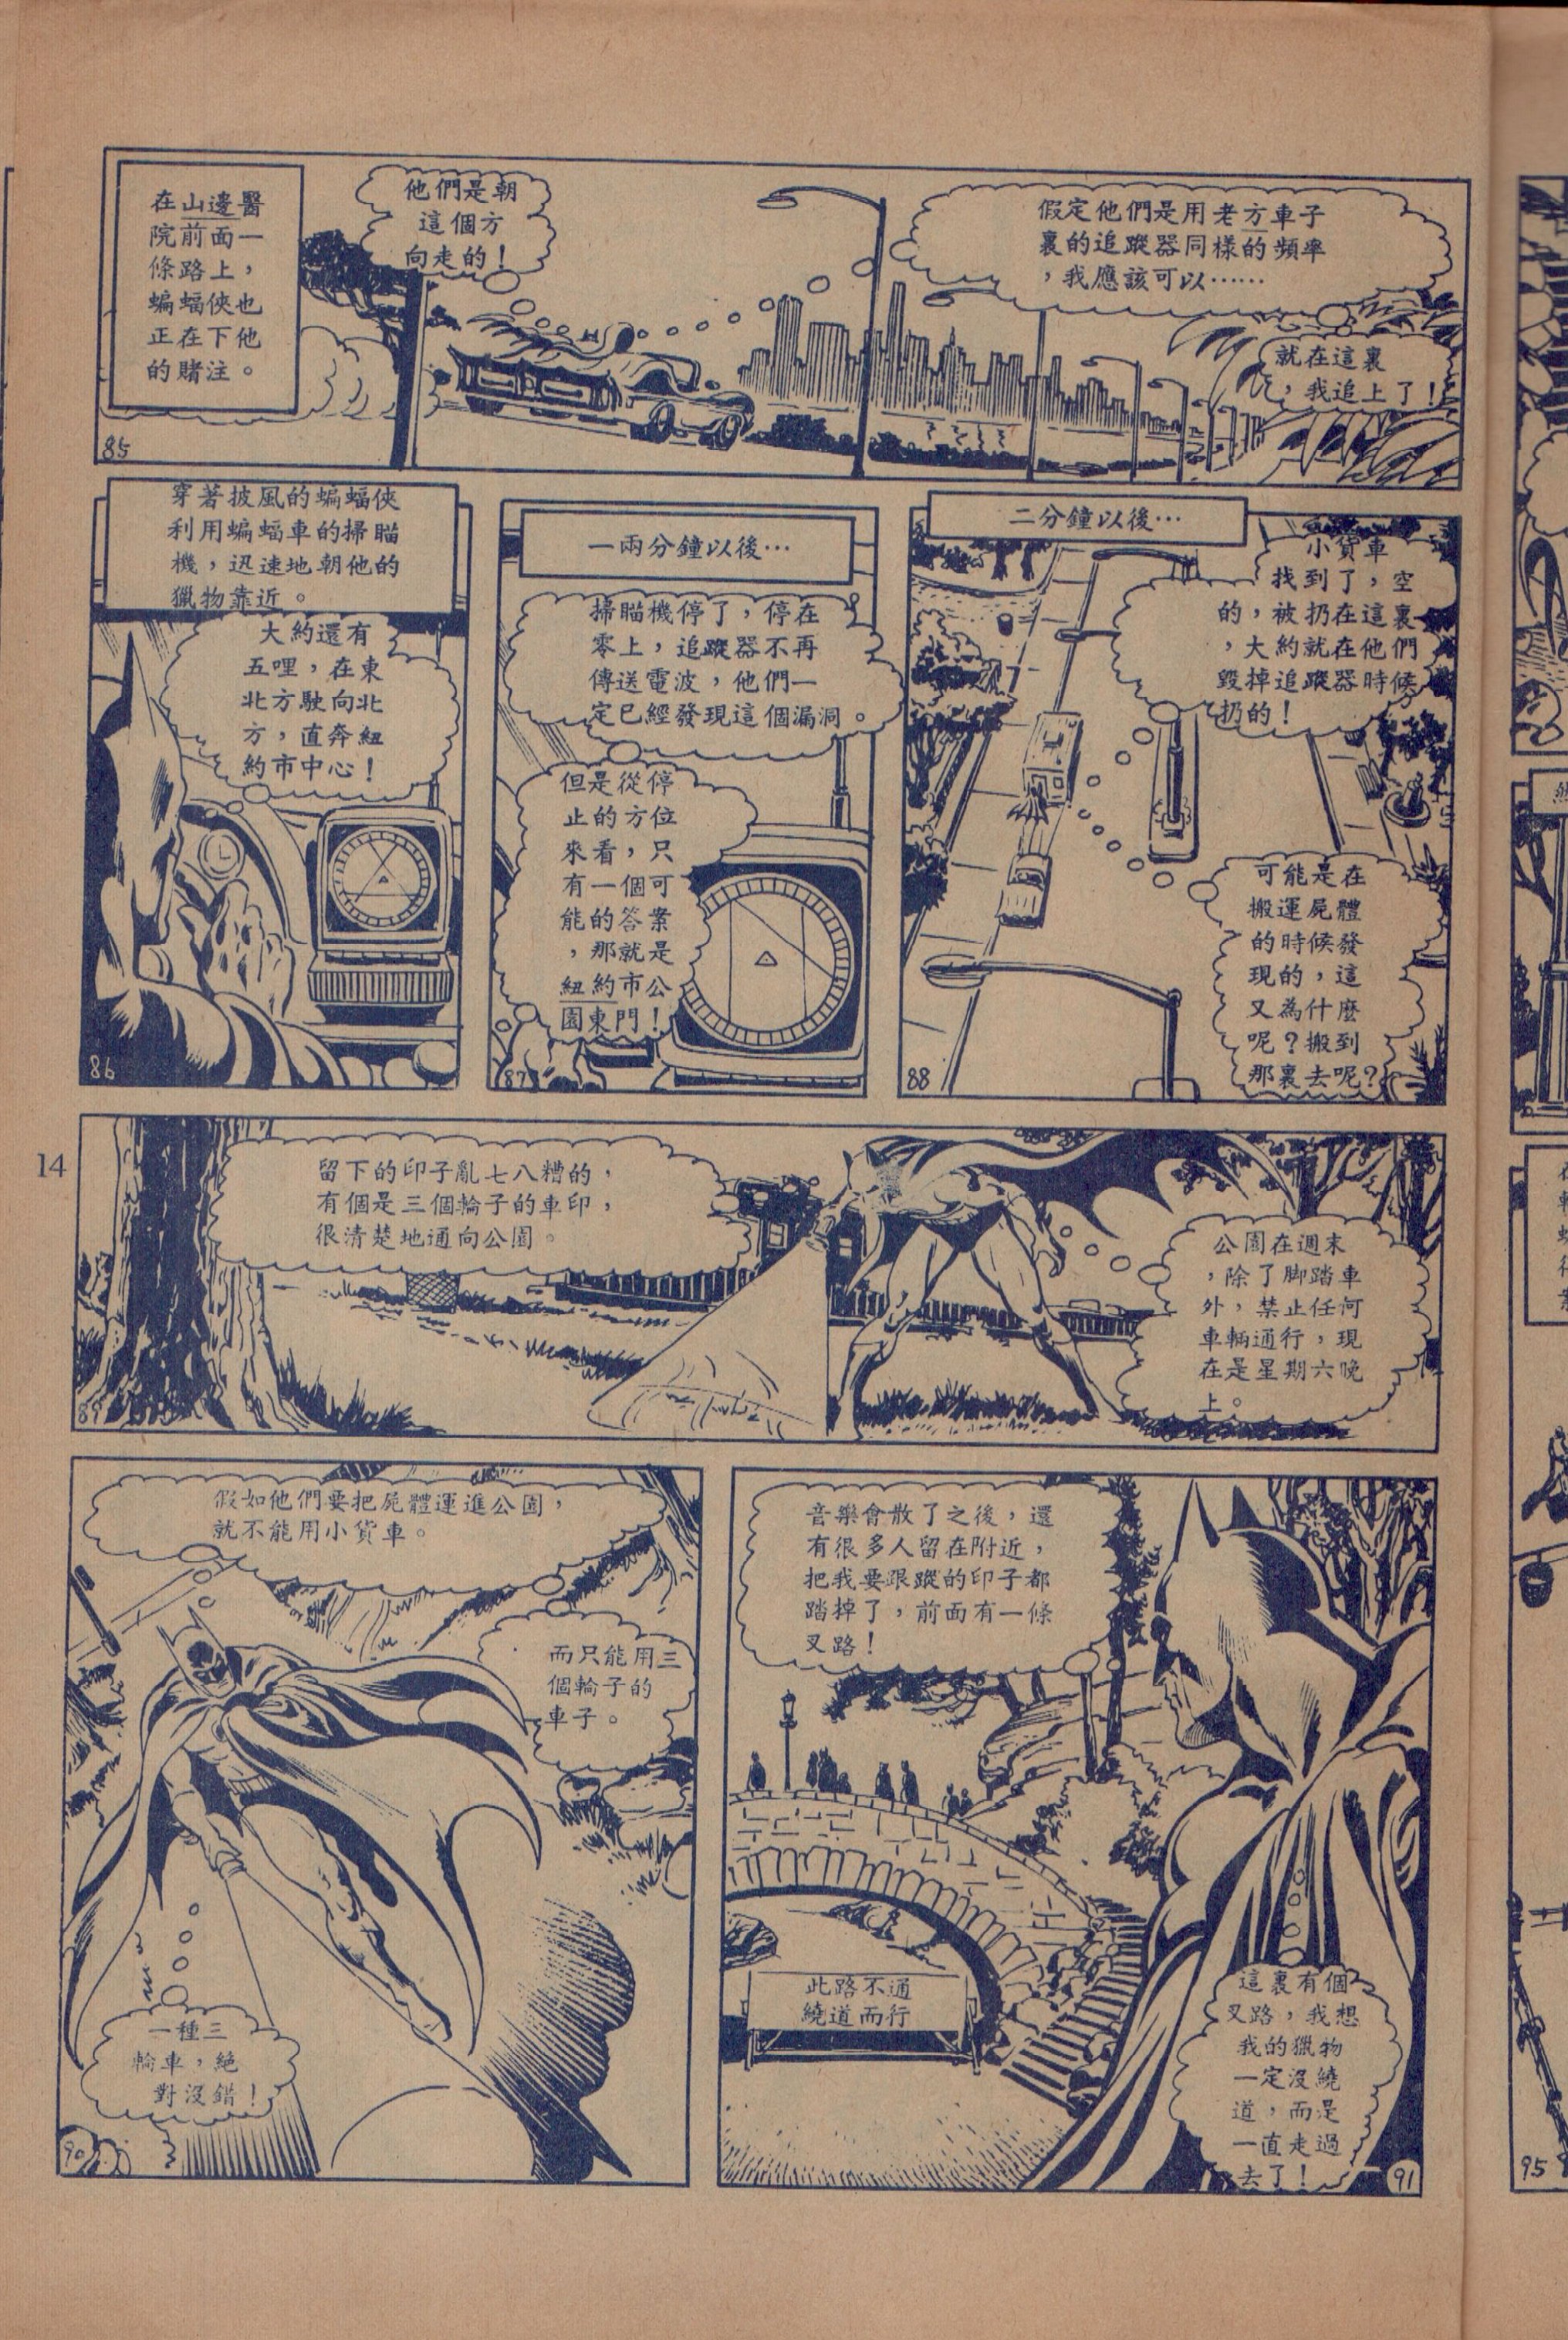 在山邊醫
院前面一
條路上，
蝙蝠俠也
正在下他
的賭注。
他們是朝
這個方
向走的！
假定他們是用老方車子
裏的追蹤器同樣的頻率
，我應該可以……
就在這裏
，我追上了！
85
穿著披風的蝙蝠俠
利用蝙蝠車的掃瞄
機，迅速地朝他的
獵物靠近。
大約還有
五哩，在東
北方駛向北
方，直奔紐
約市中心！
86
一兩分鐘以後…
掃瞄機停了，停在
零上，追蹤器不再
傳送電波，他們一
定已經發現這個漏洞。
但是從停
止的方位
來看，只
有一個可
能的答案
，那就是
紐約市公
園東門！
87
二分鐘以後…
小貨車
找到了，空
的，被扔在這裏
，大約就在他們
毀掉追蹤器時候
扔的！
可能是在
搬運屍體
的時候發
現的，這
又為什麼
呢？搬到
那裏去呢？
88
14
留下的印子亂七八糟的，
有個是三個輪子的車印，
很清楚地通向公園。
公園在週末
，除了脚踏車
外，禁止任何
車輛通行，現
在是星期六晚
上。
89
假如他們要把屍體運進公園，
就不能用小貨車。
而只能用三
個輪子的
車子。
一種三
輪車，絕
對沒錯！
90
音樂會散了之後，還
有很多人留在附近，
把我要跟蹤的印子都
踏掉了，前面有一條
叉路！
此路不通
繞道而行
這裏有個
叉路，我想
我的獵物
一定沒繞
道，而是
一直走過
去了！
91
95